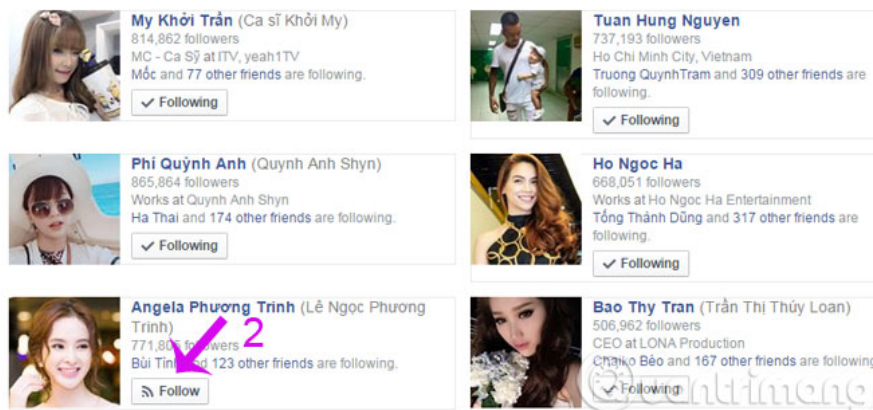 My Khởi Trần (Ca sĩ Khởi My)
814,862 followers
MC - Ca Sỹ at ITV, yeah1TV
Mốc and 77 other friends are following.
Following
Tuan Hung Nguyen
737,193 followers
Ho Chi Minh City, Vietnam
Truong QuynhTram and 309 other friends are
following.
Following
Phí Quỳnh Anh (Quynh Anh Shyn)
865,864 followers
Works at Quynh Anh Shyn
Ha Thai and 174 other friends are following.
Following
Ho Ngoc Ha
668,051 followers
Works at Ho Ngoc Ha Entertainment
Tống Thành Dũng and 317 other friends are
following.
Following
Angela Phương Trinh (Lê Ngọc Phương
Trinh)
2
Bùi 123 other friends are following.
Follow
Bao Thy Tran (Trần Thị Thúy Loan)
506,962 followers
CEO at LONA Production
Chaiko Béo and 167 other friends are following
Following
quantrimang